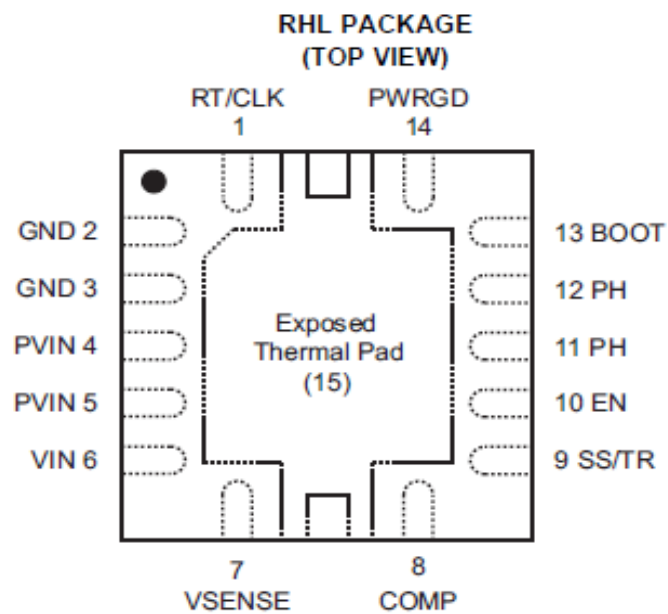 RHL PACKAGE
(TOP VIEW)
RT/CLK PWRGD
1 14
GND 2 13 BOOT
GND 3 12 PH
PVIN 4 11 PH
PVIN 5 10 EN
VIN 6 9 SS/TR
Exposed
Thermal Pad
(15)
7 8
VSENSE COMP